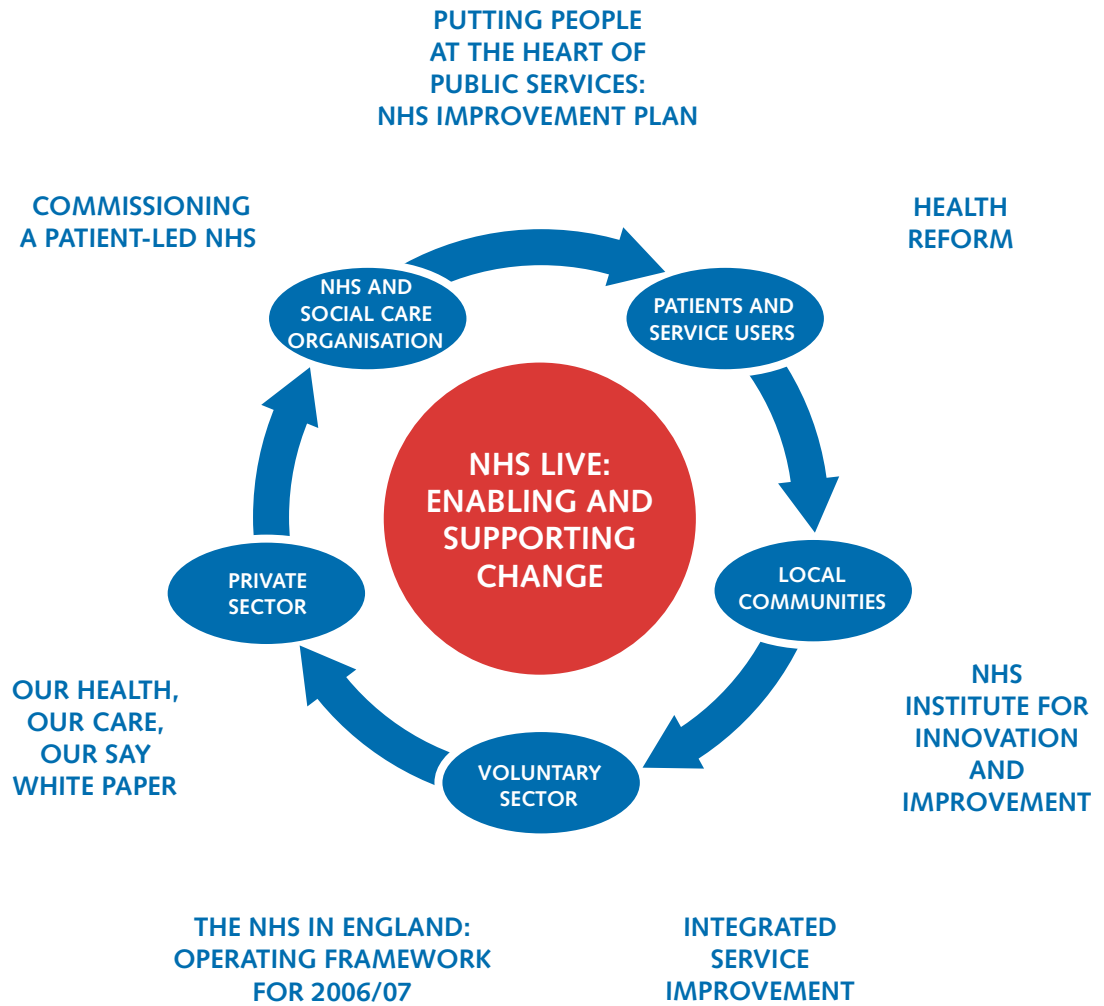 PUTTING PEOPLE
AT THE HEART OF
PUBLIC SERVICES:
NHS IMPROVEMENT PLAN
COMMISSIONING
A PATIENT-LED NHS
HEALTH
REFORM
NHS AND
SOCIAL CARE
ORGANISATION
PATIENTS AND
SERVICE USERS
NHS LIVE:
ENABLING AND
SUPPORTING
CHANGE
PRIVATE
SECTOR
LOCAL
COMMUNITIES
OUR HEALTH,
OUR CARE,
OUR SAY
WHITE PAPER
NHS
INSTITUTE FOR
INNOVATION
AND
IMPROVEMENT
VOLUNTARY
SECTOR
THE NHS IN ENGLAND:
OPERATING FRAMEWORK
FOR 2006/07
INTEGRATED
SERVICE
IMPROVEMENT